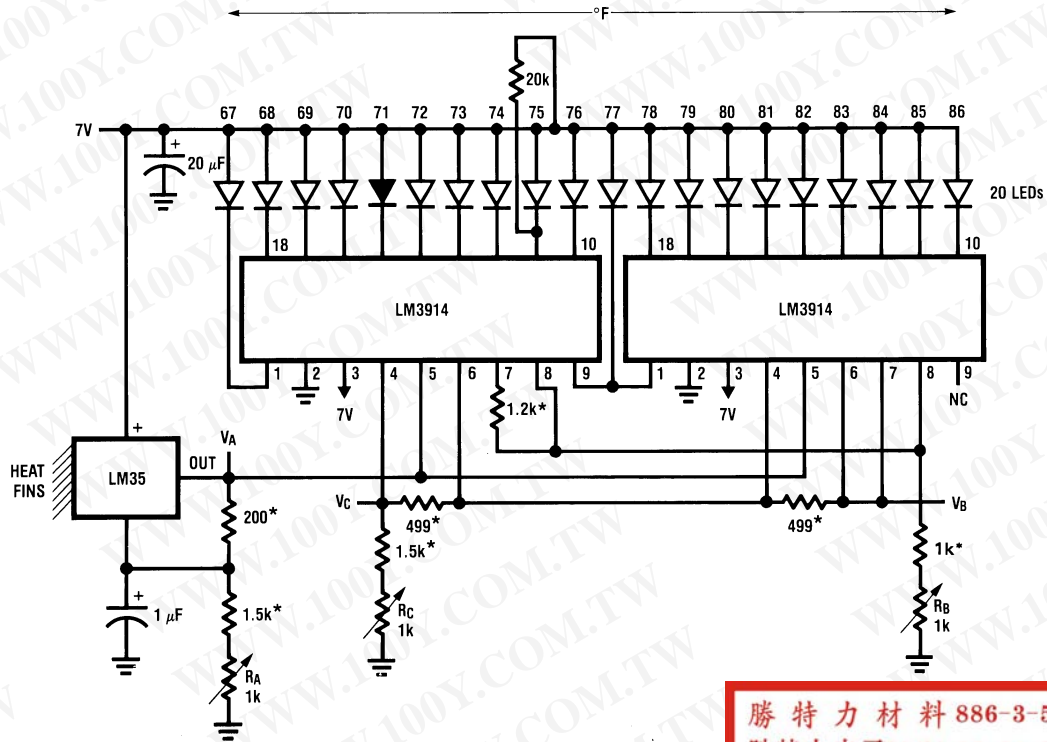 °F
20k
67 68 69 70 71 72 73 74 75 76 77 78 79 80 81 82 83 84 85 86
7V
+
20 µF
20 LEDs
18 10 18 10
LM3914 LM3914
1 2 3 4 5 6 7 8 9 1 2 3 4 5 6 7 8 9
7V
1.2k*
7V
NC
+
HEAT
FINS
LM35
OUT
VA
VC
VB
499*
499*
200*
1.5k*
1k*
+
1 µF
1.5k*
RC
1k
RB
1k
RA
1k
勝特力材料 886-3-5
WWW.100Y.COM.TW